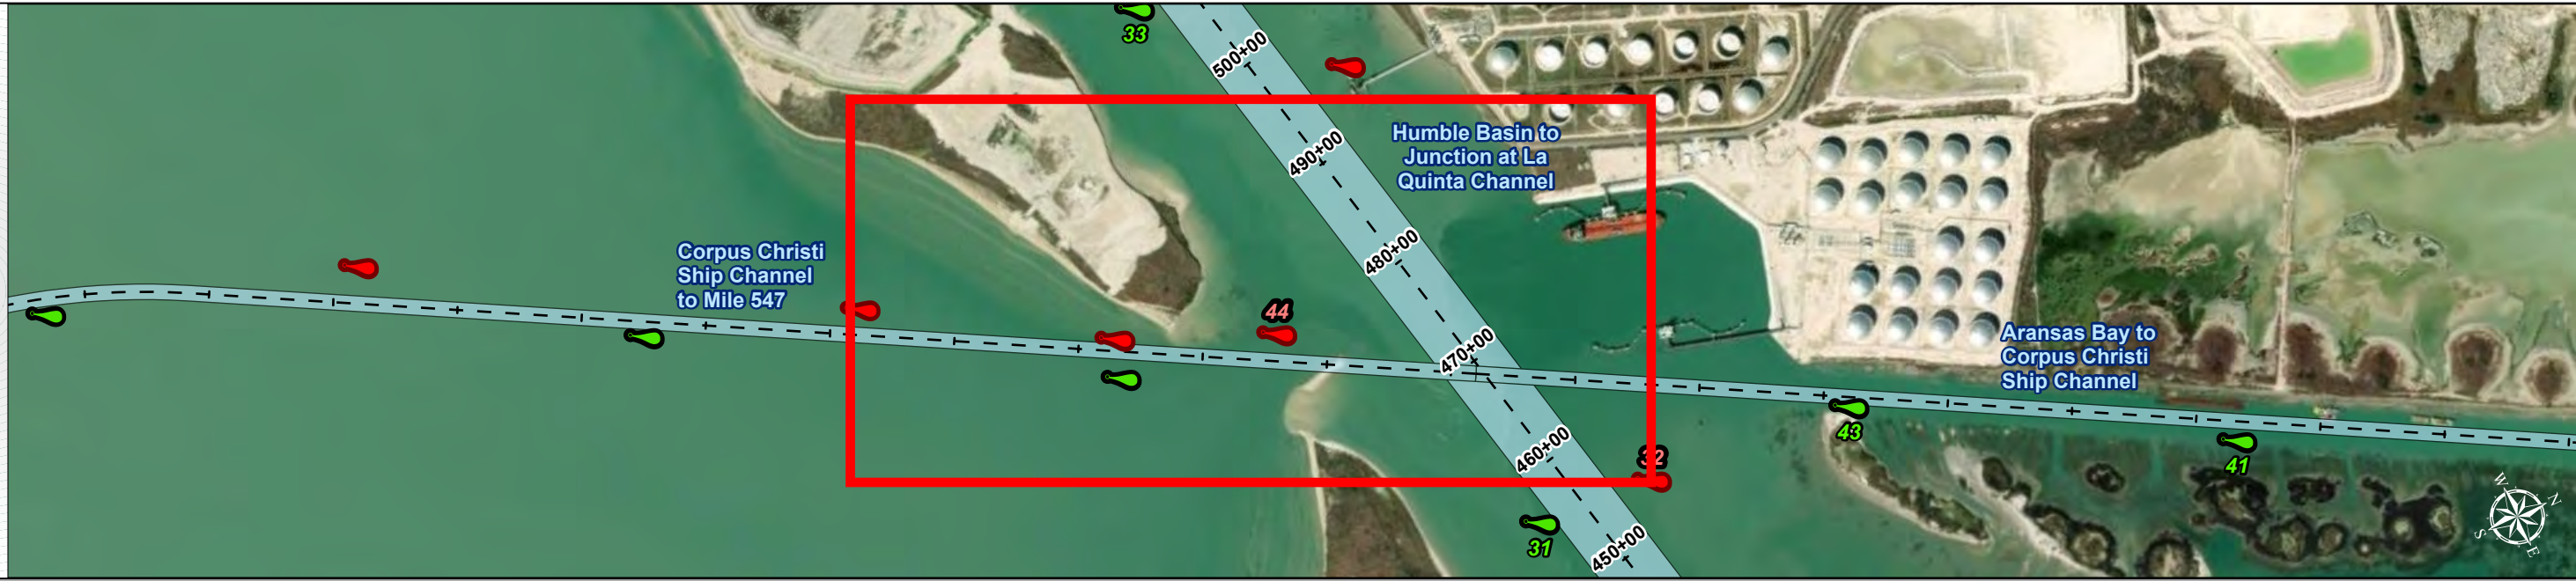 33
500+00
490+00
Humble Basin to
Junction at La
Quinta Channel
480+00
Corpus Christi
Ship Channel
to Mile 547
44
470+00
Aransas Bay to
Corpus Christi
Ship Channel
43
460+00
32
41
31
450+00
W
N
S
E